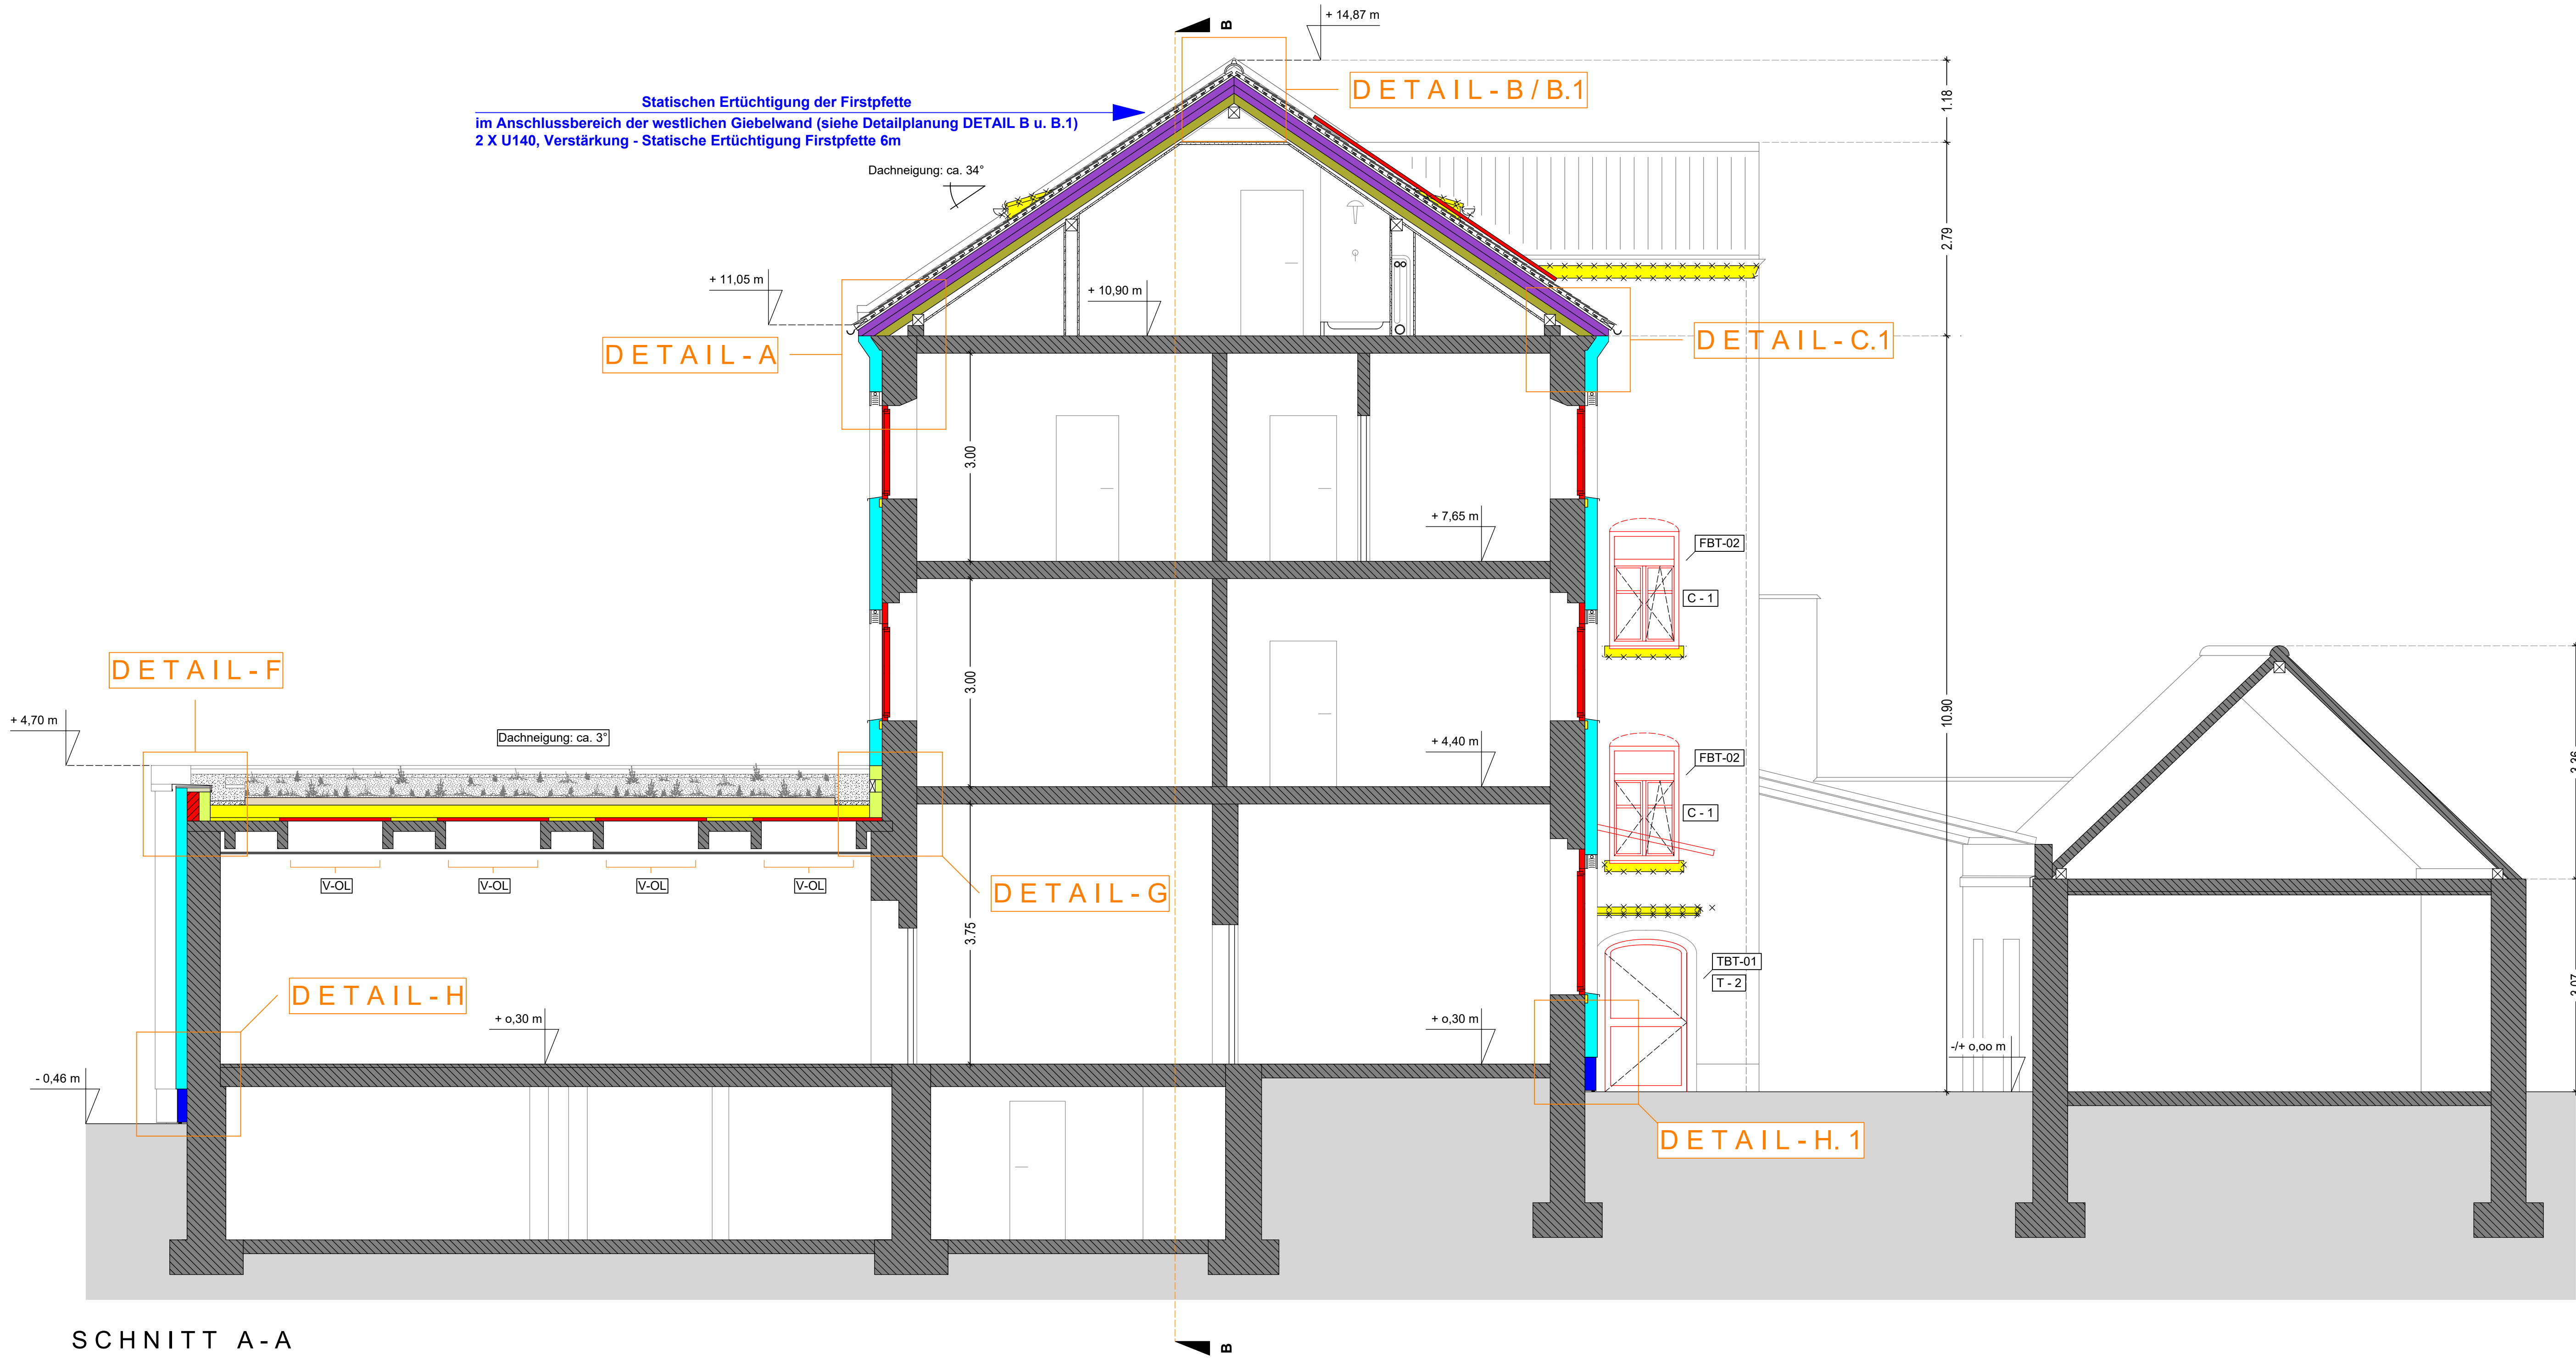 B
+ 14,87 m
DETAIL-B/B.1
Statischen Ertüchtigung der Firstpfette
im Anschlussbereich der westlichen Giebelwand (siehe Detailplanung DETAIL B u. B.1)
2 X U140, Verstärkung - Statische Ertüchtigung Firstpfette 6m
1.18
Dachneigung: ca. 34°
2.79
+ 11,05 m
+ 10,90 m
DETAIL-A
DETAIL-C.1
3.00
+ 7,65 m
FBT-02
C - 1
DETAIL-F
3.00
10.90
+ 4,70 m
Dachneigung: ca. 3°
+ 4,40 m
FBT-02
C - 1
V-OL
V-OL
V-OL
V-OL
DETAIL-G
3.75
TBT-01
T - 2
DETAIL-H
+ o,30 m
+ o,30 m
-/+ o,oo m
- 0,46 m
DETAIL-H. 1
SCHNITT A-A
B